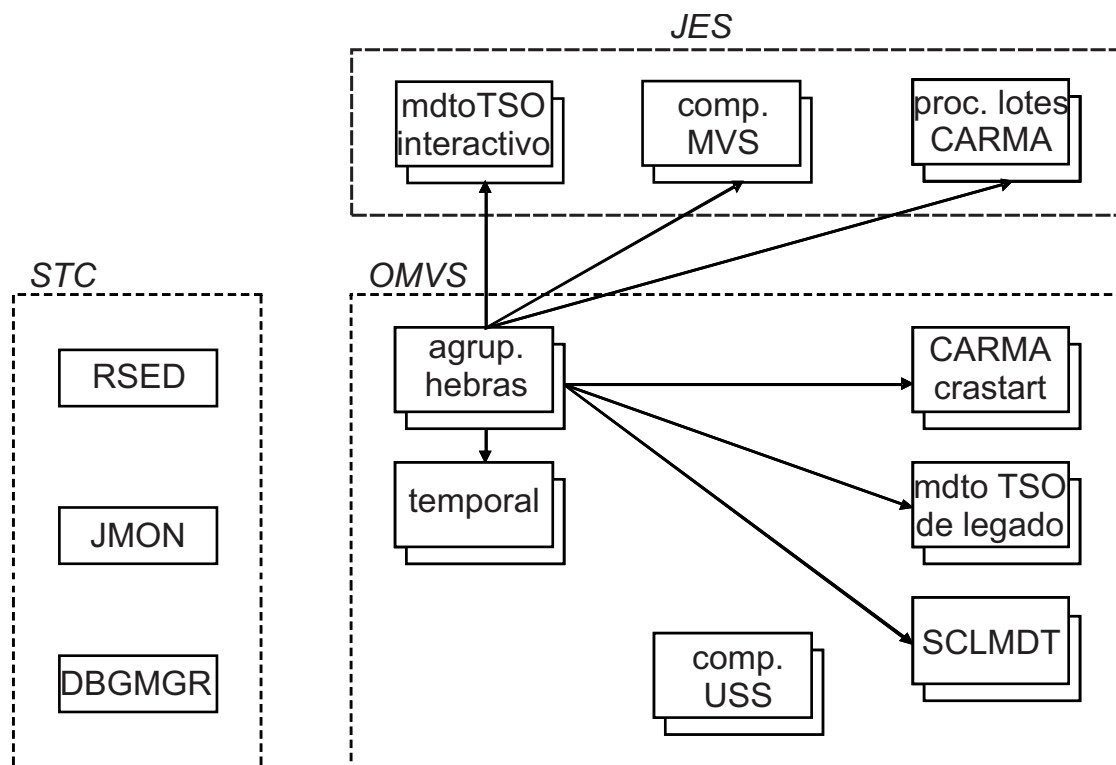 JES
mdtoTSO
interactivo
comp.
MVS
proc. lotes
CARMA
STC
OMVS
RSED
JMON
DBGMGR
agrup.
hebras
temporal
CARMA
crastart
mdto TSO
de legado
SCLMDT
comp.
USS